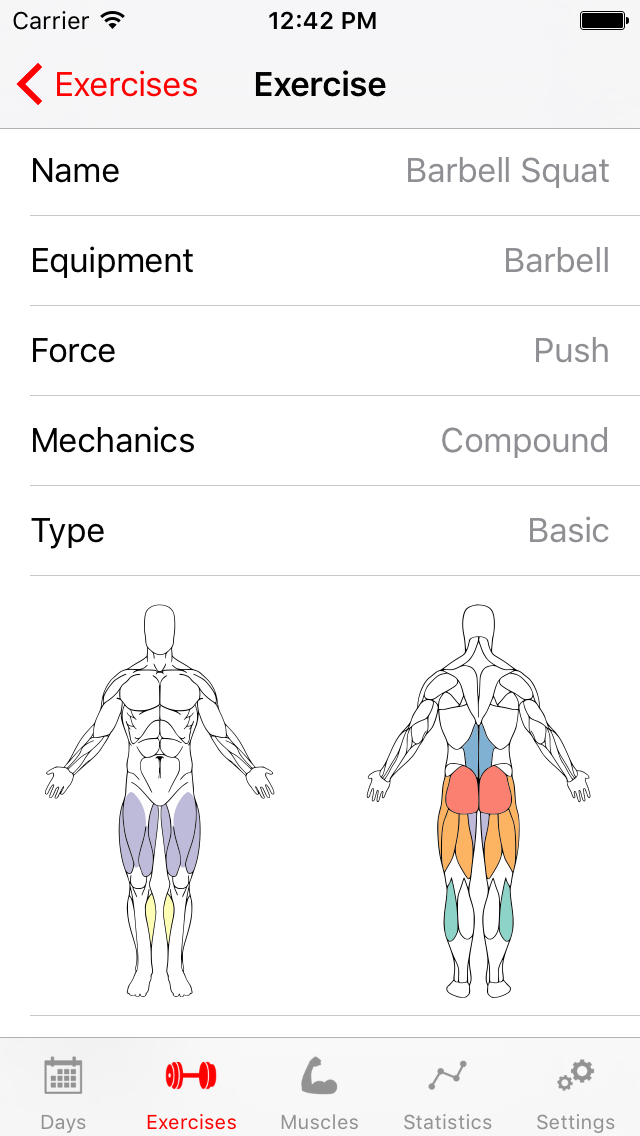 Carrier 12:42 PM
Exercises Exercise
Name Barbell Squat
Equipment Barbell
Force Push
Mechanics Compound
Type Basic
Days Exercises Muscles Statistics Settings